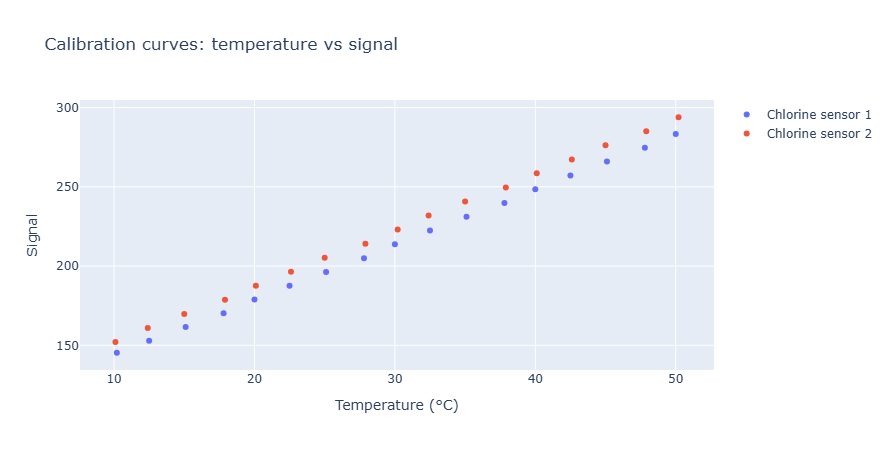 Calibration curves: temperature vs signal
300
250
200
150
Signal
10 20 30 40 50
Temperature (°C)
Chlorine sensor 1
Chlorine sensor 2